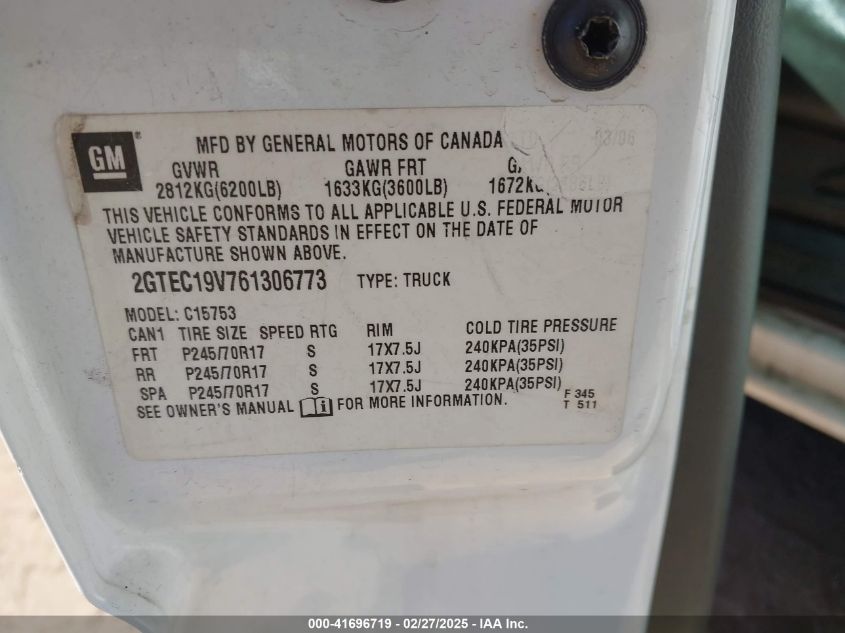 GM
MFD BY GENERAL MOTORS OF CANADA LTD 03/06
GVWR GAWR FRT
2812KG(6200LB) 1633KG(3600LB) 1672KG
THIS VEHICLE CONFORMS TO ALL APPLICABLE U.S. FEDERAL MOTOR
VEHICLE SAFETY STANDARDS IN EFFECT ON THE DATE OF
MANUFACTURE SHOWN ABOVE.
2GTEC19V761306773 TYPE: TRUCK
MODEL: C15753
CAN1 TIRE SIZE SPEED RTG RIM COLD TIRE PRESSURE
FRT P245/70R17 S 17X7.5J 240KPA(35PSI)
RR P245/70R17 S 17X7.5J 240KPA(35PSI)
SPA P245/70R17 S 17X7.5J 240KPA(35PSI)
SEE OWNER'S MANUAL FOR MORE INFORMATION.
F 345
T 511
000-41696719 - 02/27/2025 - IAA Inc.